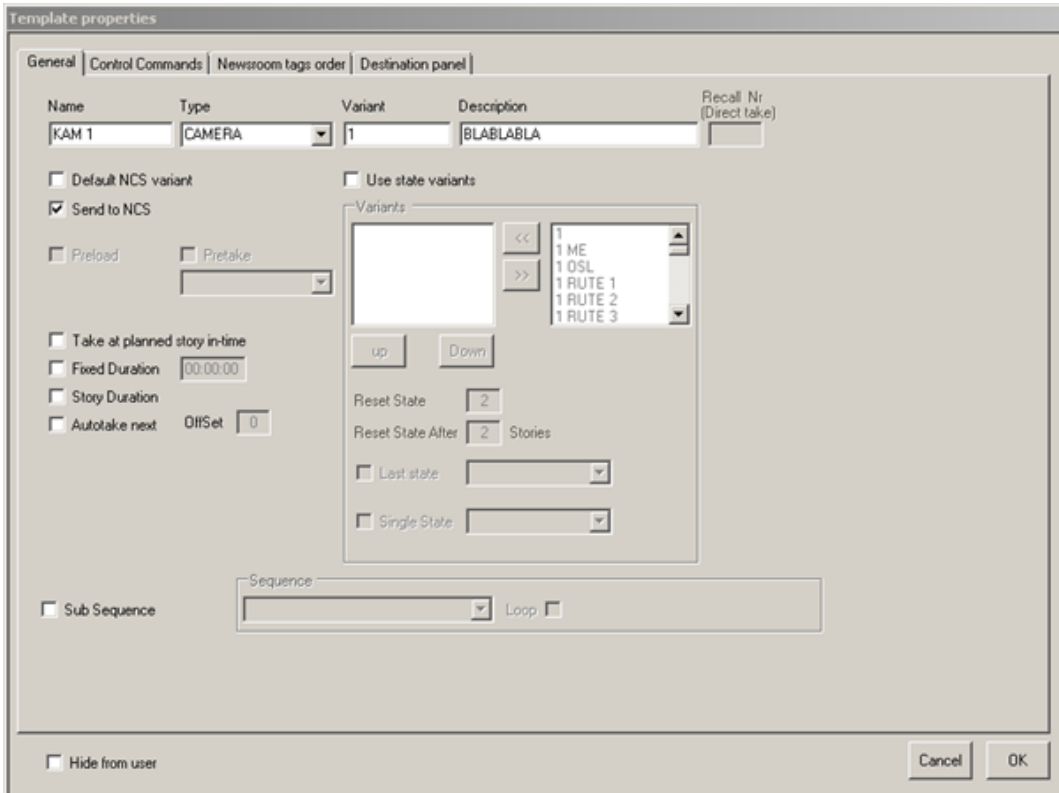 Template properties
General Control Commands Newsroom tags order Destination panel
Name Type Variant Description Recall Nr
(Direct take)
KAM 1 CAMERA 1 BLABLABLA
Default NCS variant Use state variants
Send to NCS
Variants
Preload Pretake
<< 
>>
1
1 ME
1 OSL
1 RUTE 1
1 RUTE 2
1 RUTE 3
Take at planned story in-time
up Down
Fixed Duration 00:00:00
Story Duration
Reset State 2
Autotake next OffSet 0
Reset State After 2 Stories
Last state
Single State
Sequence
Sub Sequence Loop
Hide from user
Cancel OK